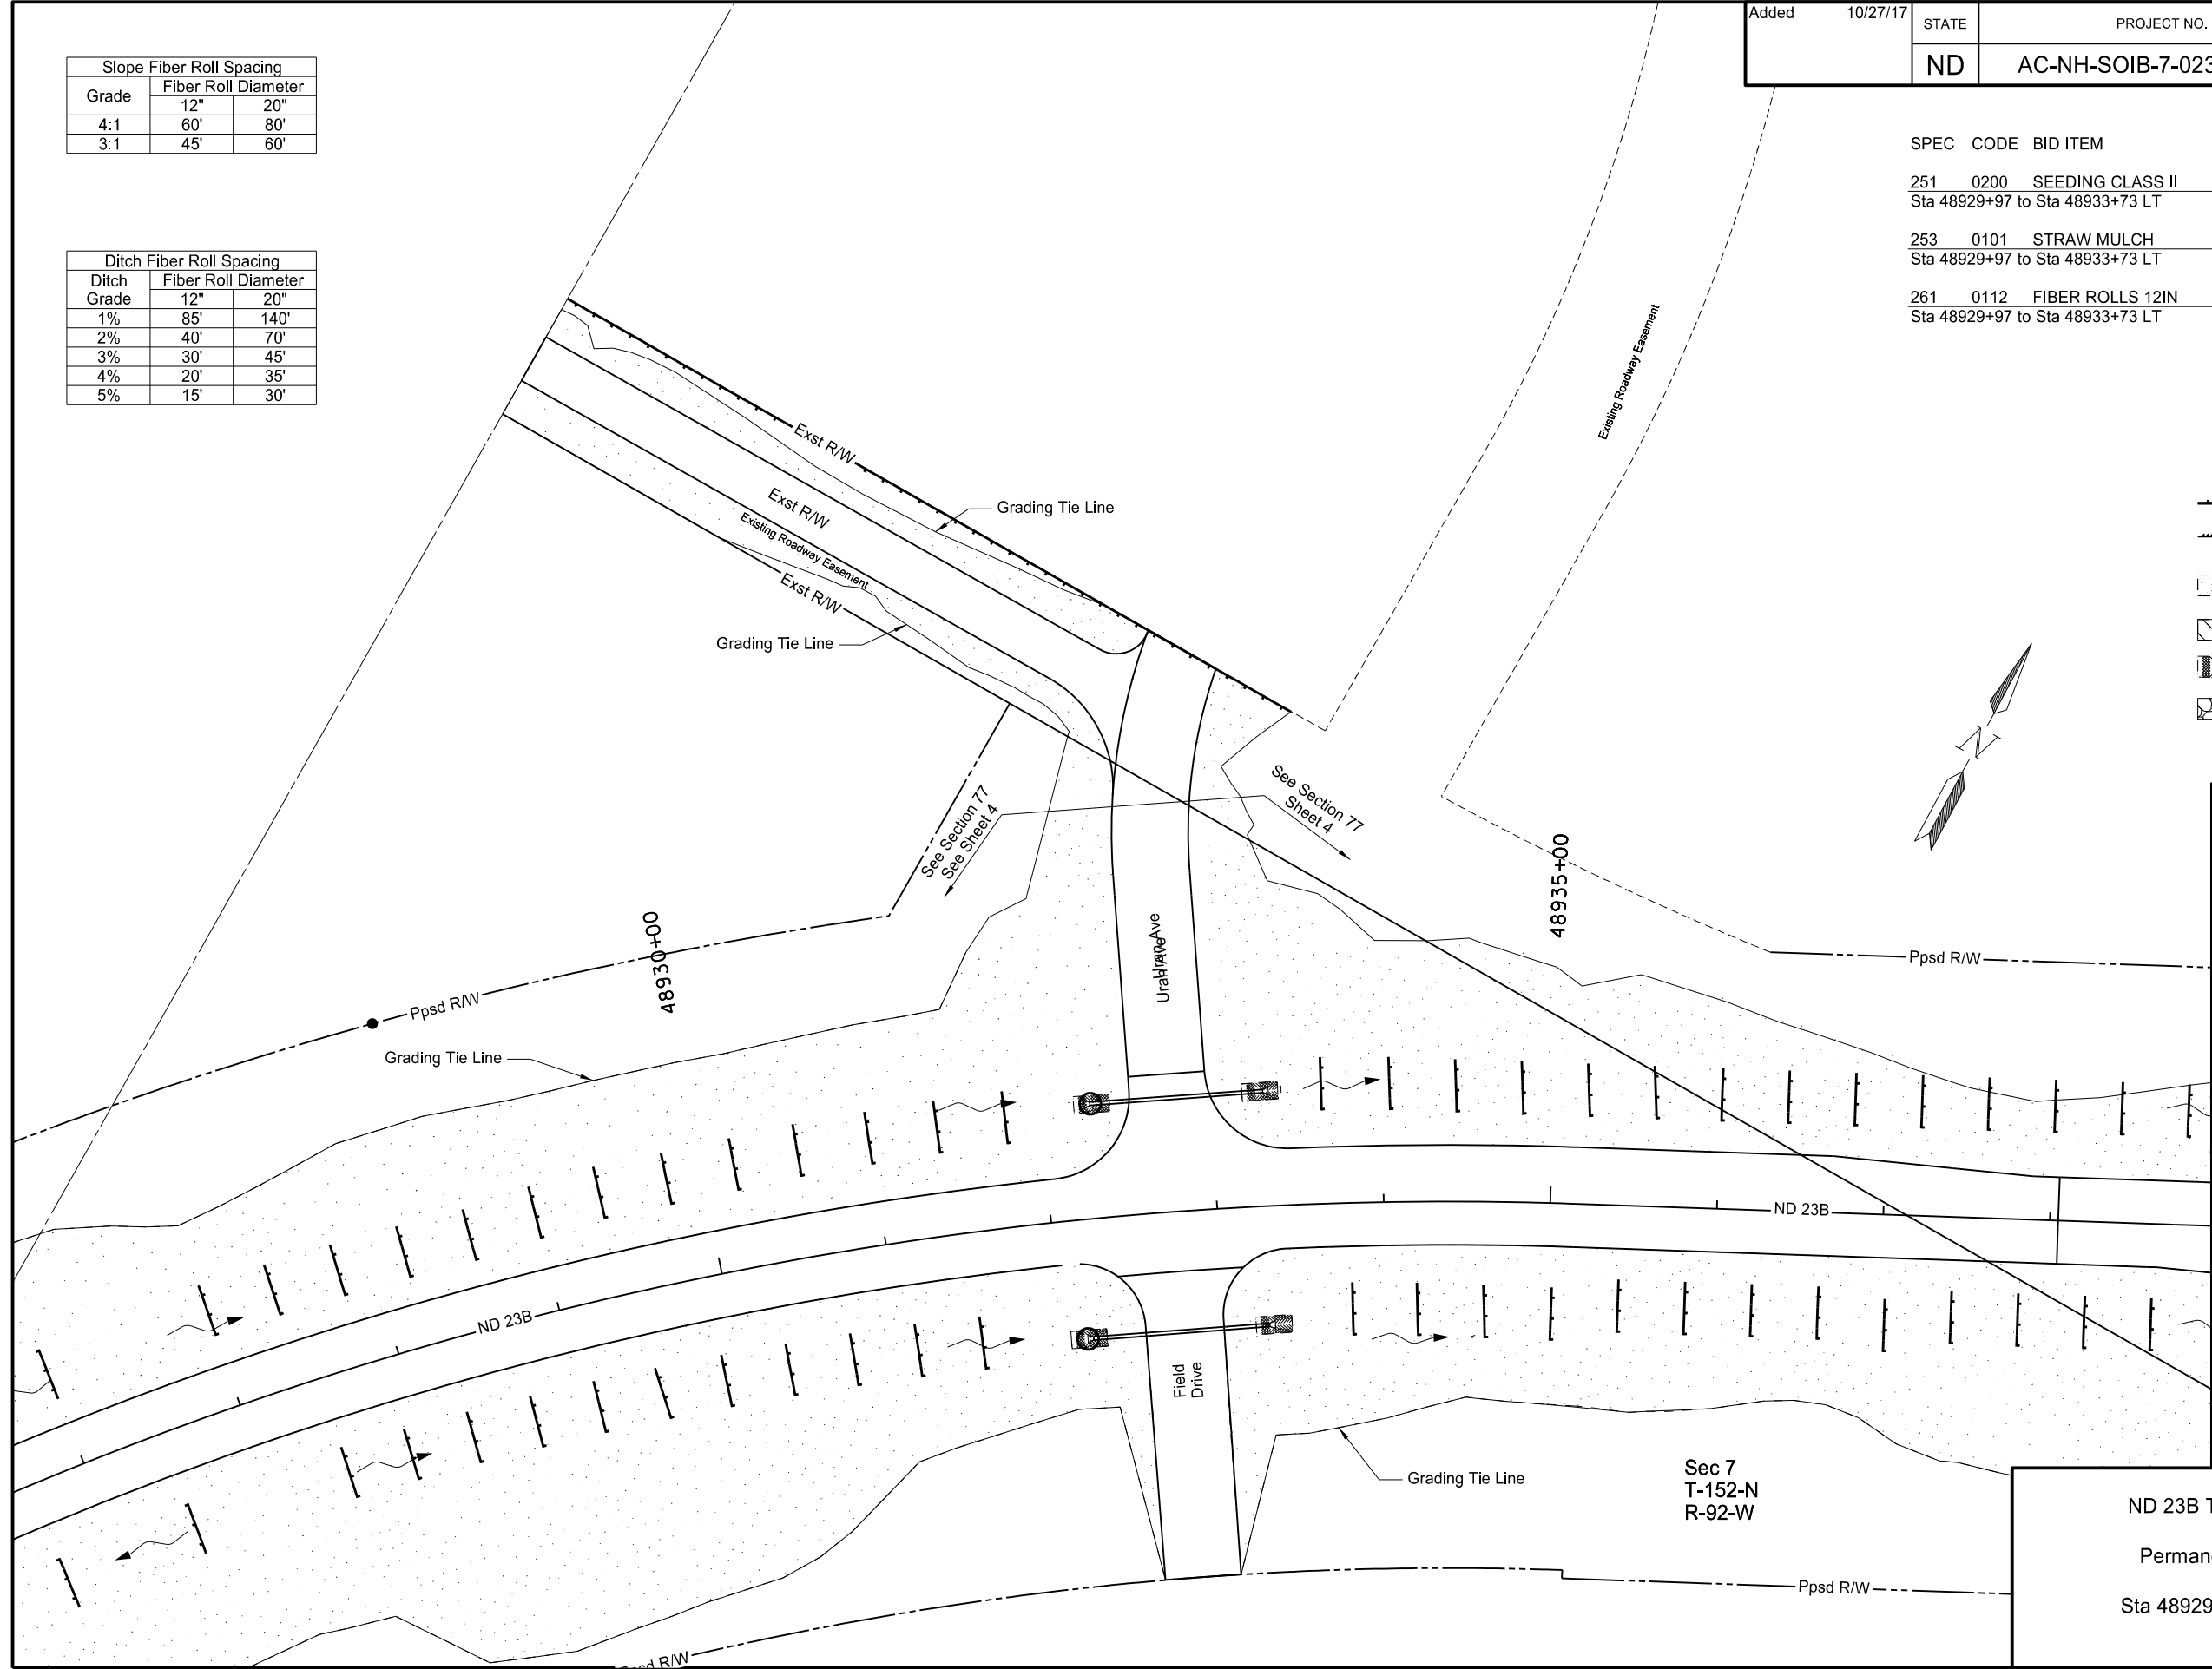 Added 10/27/17
STATE PROJECT NO.
ND AC-NH-SOIB-7-023
Slope Fiber Roll Spacing
Grade Fiber Roll Diameter
12" 20"
4:1 60' 80'
3:1 45' 60'
Ditch Fiber Roll Spacing
Ditch Grade Fiber Roll Diameter
12" 20"
1% 85' 140'
2% 40' 70'
3% 30' 45'
4% 20' 35'
5% 15' 30'
SPEC CODE BID ITEM
251 0200 SEEDING CLASS II
Sta 48929+97 to Sta 48933+73 LT
253 0101 STRAW MULCH
Sta 48929+97 to Sta 48933+73 LT
261 0112 FIBER ROLLS 12IN
Sta 48929+97 to Sta 48933+73 LT
Existing Roadway Easement
Exst R/W
Exst R/W
Existing Roadway Easement
Exst R/W
Grading Tie Line
Grading Tie Line
N
See Section 77
See Sheet 4
See Section 77
Sheet 4
48930+00
48935+00
Uran Ave
Uran Ave
Ppsd R/W
Ppsd R/W
Grading Tie Line
ND 23B
ND 23B
Field
Drive
Grading Tie Line
Sec 7
T-152-N
R-92-W
Ppsd R/W
R/W
ND 23B T
Perman
Sta 48929